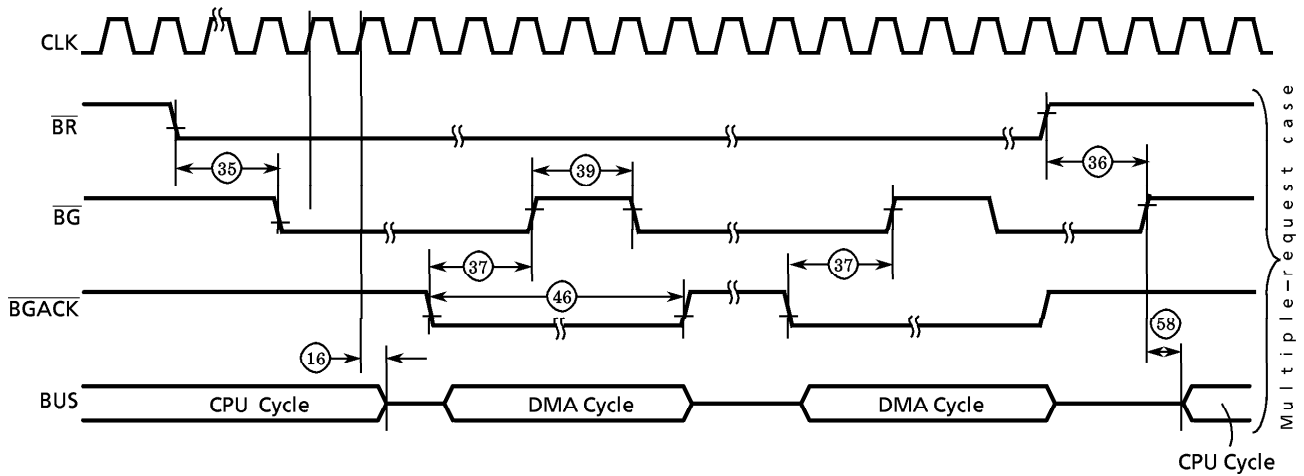 CLK
BR
35
39
36
BG
37
37
46
BGACK
58
16
BUS
CPU Cycle
DMA Cycle
DMA Cycle
CPU Cycle
Multiple-request case